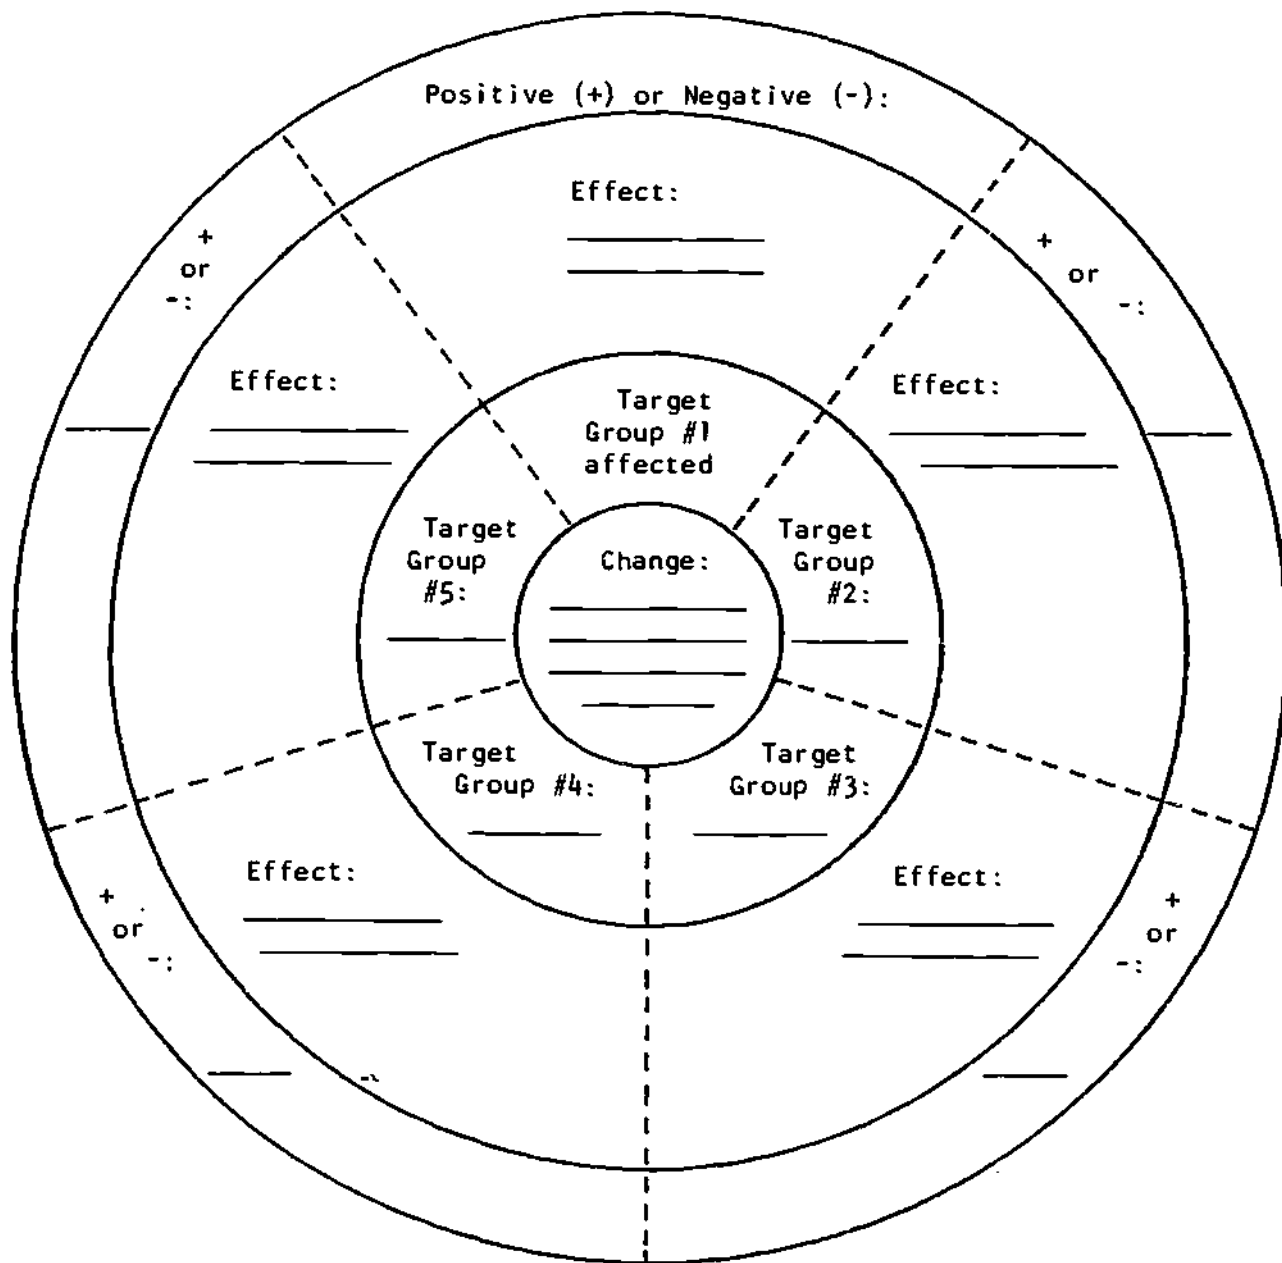 Positive (+) or Negative (-):
Effect:
+
or
-:
+
or
-:
Effect:
Effect:
Target
Group #1
affected
Target
Group
#5:
Change:
Target
Group
#2:
Target
Group #4:
Target
Group #3:
Effect:
Effect:
+
or
-:
+
or
-: